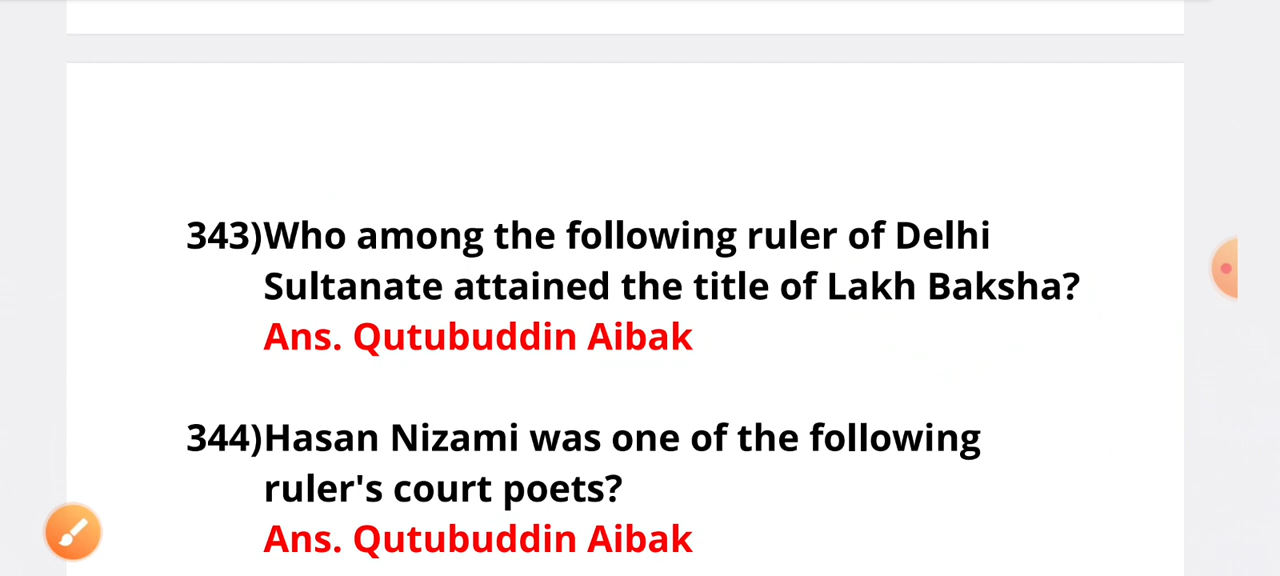 343)Who among the following ruler of Delhi
Sultanate attained the title of Lakh Baksha?
Ans. Qutubuddin Aibak
344)Hasan Nizami was one of the following
ruler's court poets?
Ans. Qutubuddin Aibak